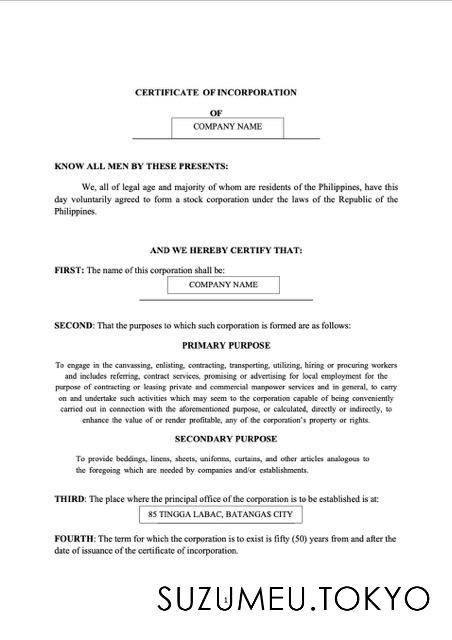 CERTIFICATE OF INCORPORATION
OF
COMPANY NAME
KNOW ALL MEN BY THESE PRESENTS:
We, all of legal age and majority of whom are residents of the Philippines, have this
day voluntarily agreed to form a stock corporation under the laws of the Republic of the
Philippines.
AND WE HEREBY CERTIFY THAT:
FIRST: The name of this corporation shall be:
COMPANY NAME
SECOND: That the purposes to which such corporation is formed are as follows:
PRIMARY PURPOSE
To engage in the canvassing, enlisting, contracting, transporting, utilizing, hiring or procuring workers
and includes referring, contract services, promising or advertising for local employment for the
purpose of contracting or leasing private and commercial manpower services and in general, to carry
on and undertake such activities which may seem to the corporation capable of being conveniently
carried out in connection with the aforementioned purpose, or calculated, directly or indirectly, to
enhance the value of or render profitable, any of the corporation's property or rights.
SECONDARY PURPOSE
To provide beddings, linens, sheets, uniforms, curtains, and other articles analogous to
the foregoing which are needed by companies and/or establishments.
THIRD: The place where the principal office of the corporation is to be established is at:
85 TINGGA LABAC, BATANGAS CITY
FOURTH: The term for which the corporation is to exist is fifty (50) years from and after the
date of issuance of the certificate of incorporation.
1
SUZUMEU.TOKYO